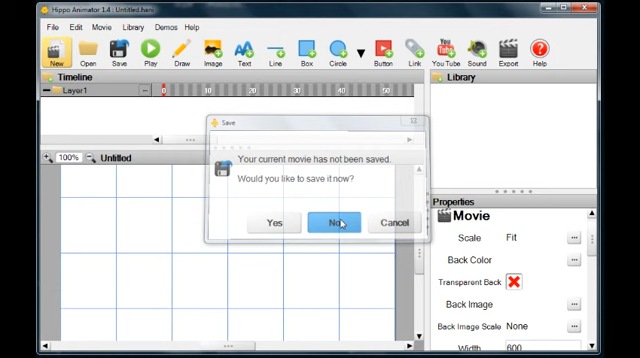 Hippo Animator 1.4 : Untitled.hani
File Edit Movie Library Demos Help
New Open Save Play Draw Image Text Line Box Circle Button Link You Tube Sound Export Help
Timeline
Library
Layer1
0 10 20 30 40 50
100% Untitled
Save
Your current movie has not been saved.
Would you like to save it now?
Yes No Cancel
Properties
Movie
Scale Fit
Back Color
Transparent Back
Back Image
Back Image Scale None
Width 600